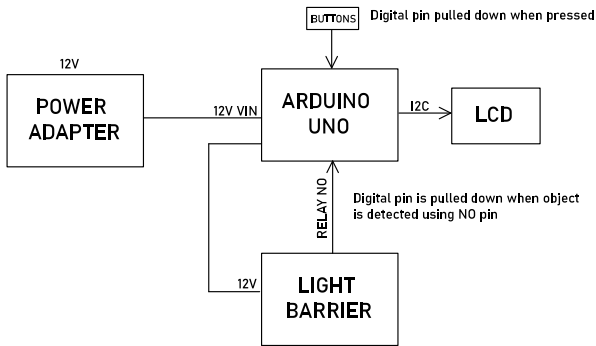 BUTTONS
Digital pin pulled down when pressed
12V
POWER
ADAPTER
12V VIN
ARDUINO
UNO
I2C
LCD
RELAY NO
Digital pin is pulled down when object
is detected using NO pin
12V
LIGHT
BARRIER